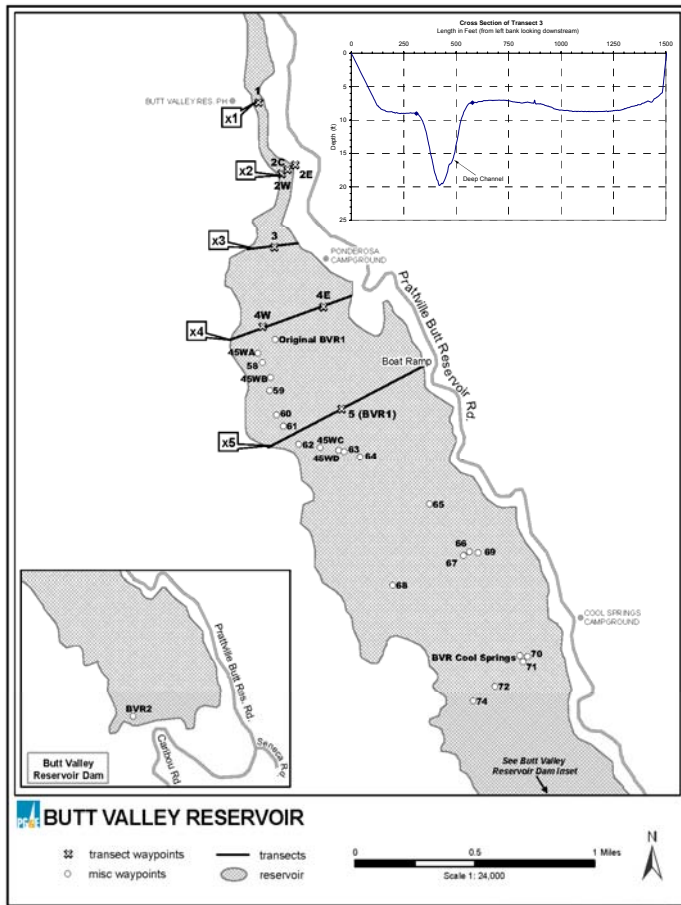 Cross Section of Transect 3
Length in Feet (from left bank looking downstream)
0 250 500 750 1000 1250 1500
0
5
10
15
20
25
Depth (ft)
Deep Channel
BUTT VALLEY RES. PH
1
x1
2C
2E
x2
2W
3
x3
PONDEROSA
CAMPGROUND
Prattville Butt Reservoir Rd.
4E
4W
x4
Original BVR1
45WA
58
Boat Ramp
45WB
59
60
5 (BVR1)
61
x5
62
45WC
63
45WD
64
65
66
69
67
68
COOL SPRINGS
CAMPGROUND
BVR Cool Springs
70
71
72
74
See Butt Valley
Reservoir Dam Inset
Prattville Butt Res. Rd.
BVR2
Caribou Rd
Seneca Rd.
Butt Valley
Reservoir Dam
PG&E
BUTT VALLEY RESERVOIR
transect waypoints
transects
misc waypoints
reservoir
0 0.5 1 Miles
Scale 1: 24,000
N